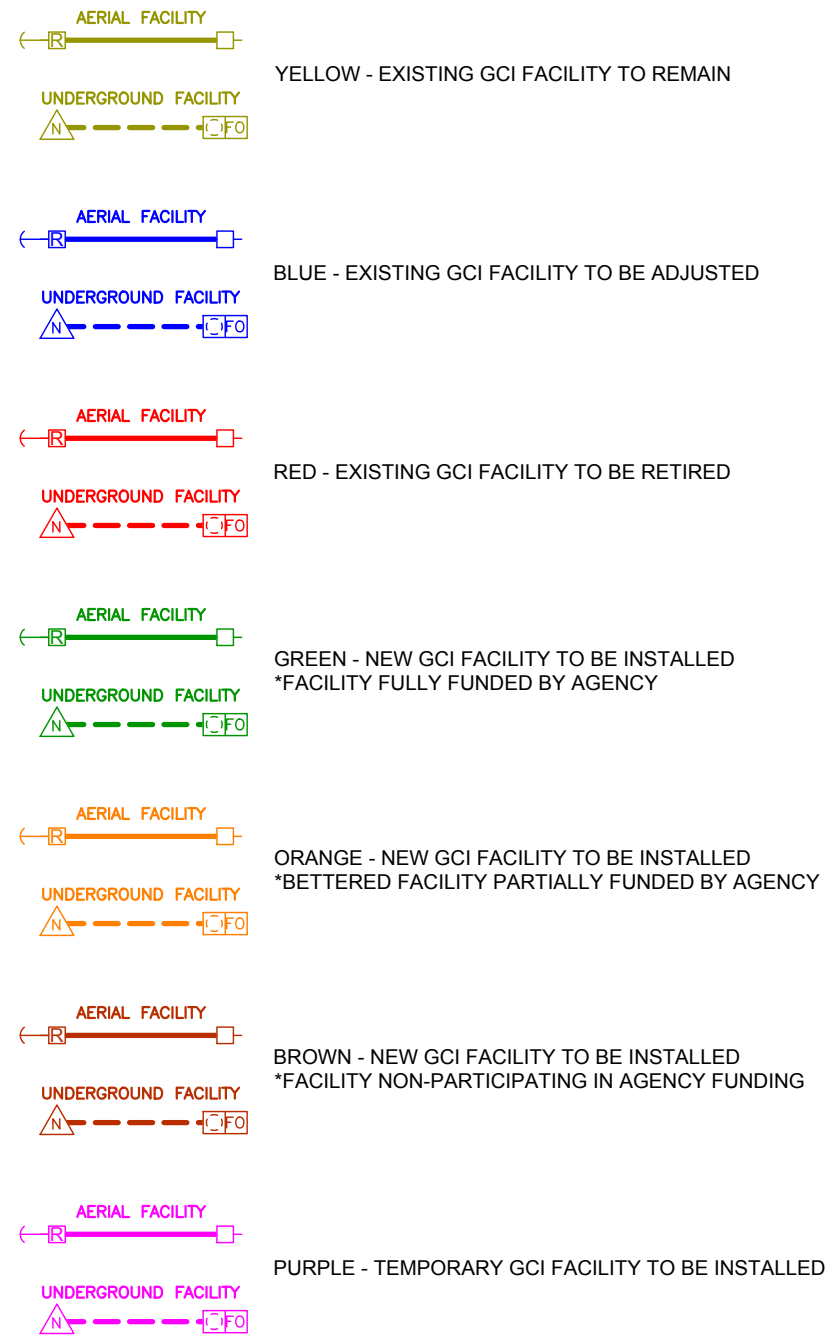 AERIAL FACILITY
R
YELLOW - EXISTING GCI FACILITY TO REMAIN
UNDERGROUND FACILITY
N FO
AERIAL FACILITY
R
BLUE - EXISTING GCI FACILITY TO BE ADJUSTED
UNDERGROUND FACILITY
N FO
AERIAL FACILITY
R
RED - EXISTING GCI FACILITY TO BE RETIRED
UNDERGROUND FACILITY
N FO
AERIAL FACILITY
R
GREEN - NEW GCI FACILITY TO BE INSTALLED
*FACILITY FULLY FUNDED BY AGENCY
UNDERGROUND FACILITY
N FO
AERIAL FACILITY
R
ORANGE - NEW GCI FACILITY TO BE INSTALLED
*BETTERED FACILITY PARTIALLY FUNDED BY AGENCY
UNDERGROUND FACILITY
N FO
AERIAL FACILITY
R
BROWN - NEW GCI FACILITY TO BE INSTALLED
*FACILITY NON-PARTICIPATING IN AGENCY FUNDING
UNDERGROUND FACILITY
N FO
AERIAL FACILITY
R
PURPLE - TEMPORARY GCI FACILITY TO BE INSTALLED
UNDERGROUND FACILITY
N FO